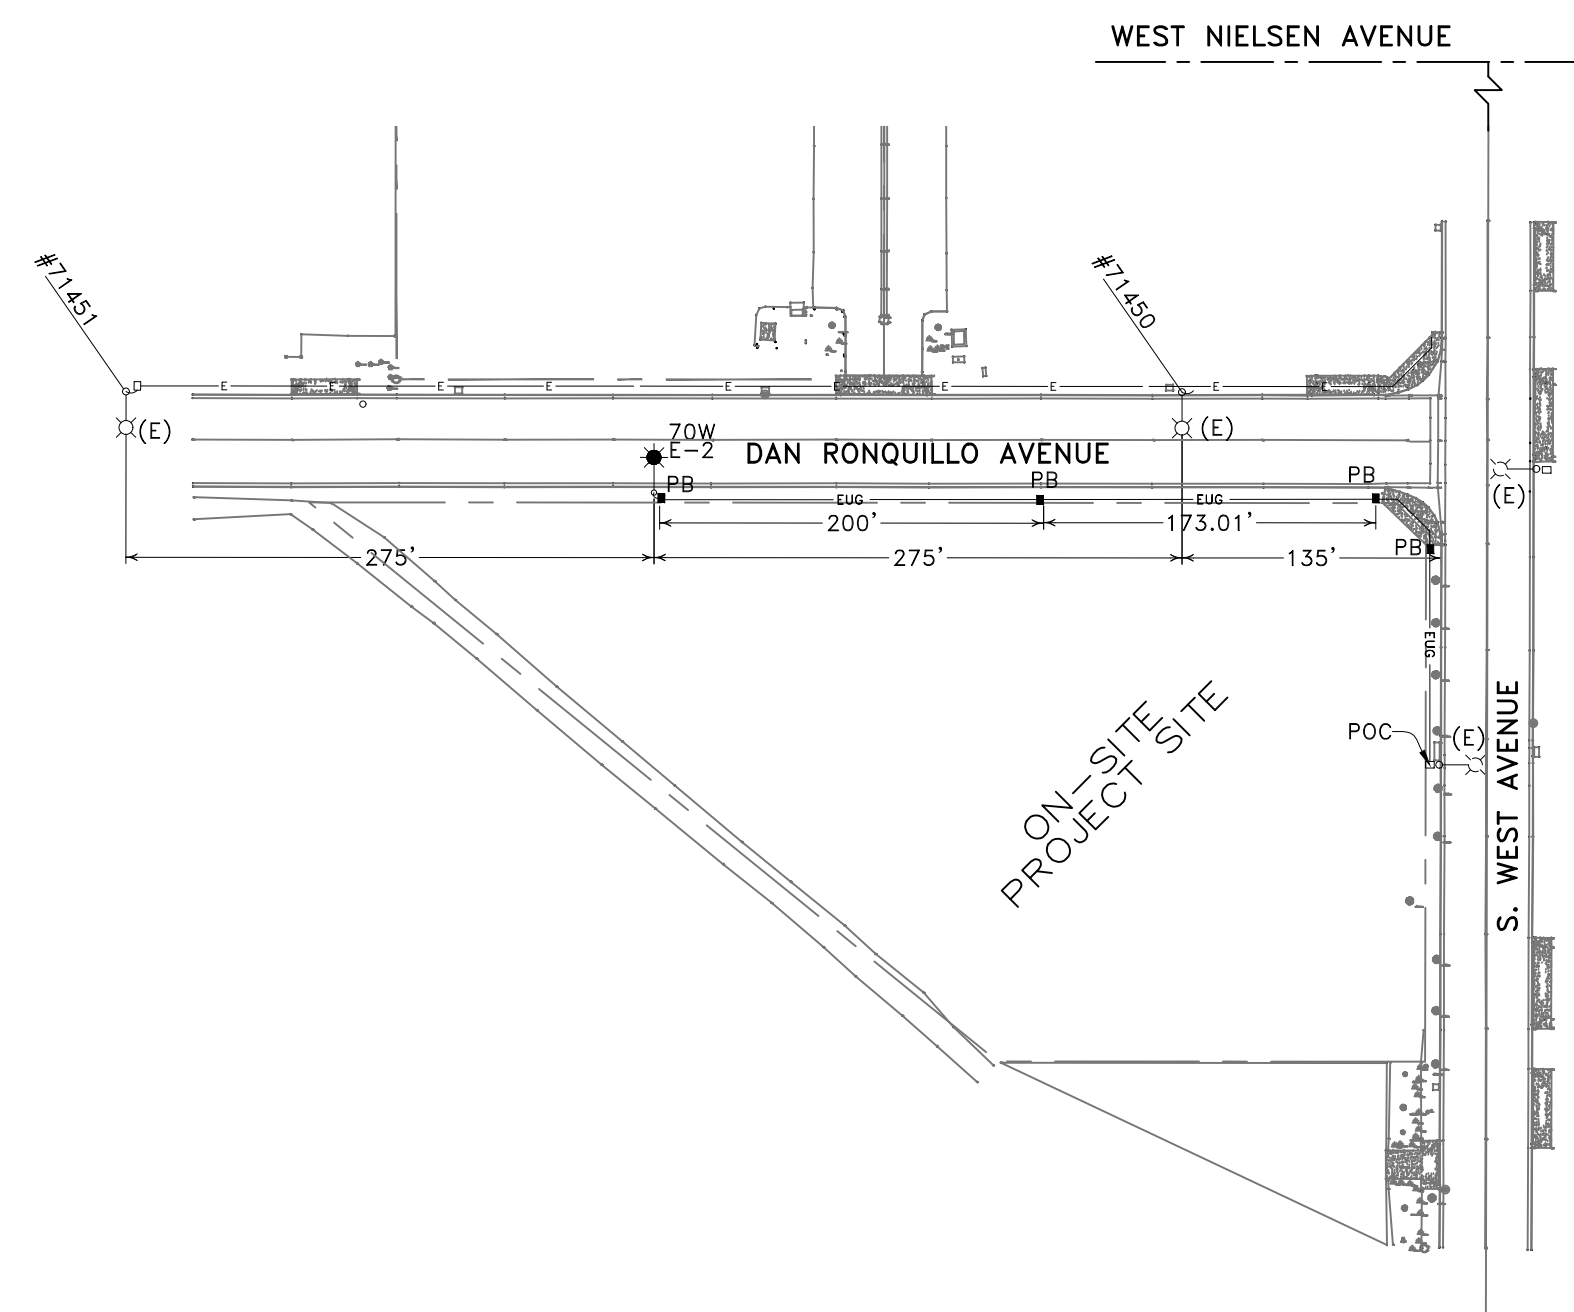 WEST NIELSEN AVENUE
#71451
#71450
E
E
E
E
E
E
E
E
E
E
(E)
(E)
70W
E-2
DAN RONQUILLO AVENUE
(E)
PB
PB
PB
EUG
EUG
200'
173.01'
275'
275'
135'
PB
EUG
POC
(E)
S. WEST AVENUE
ON-SITE
PROJECT SITE